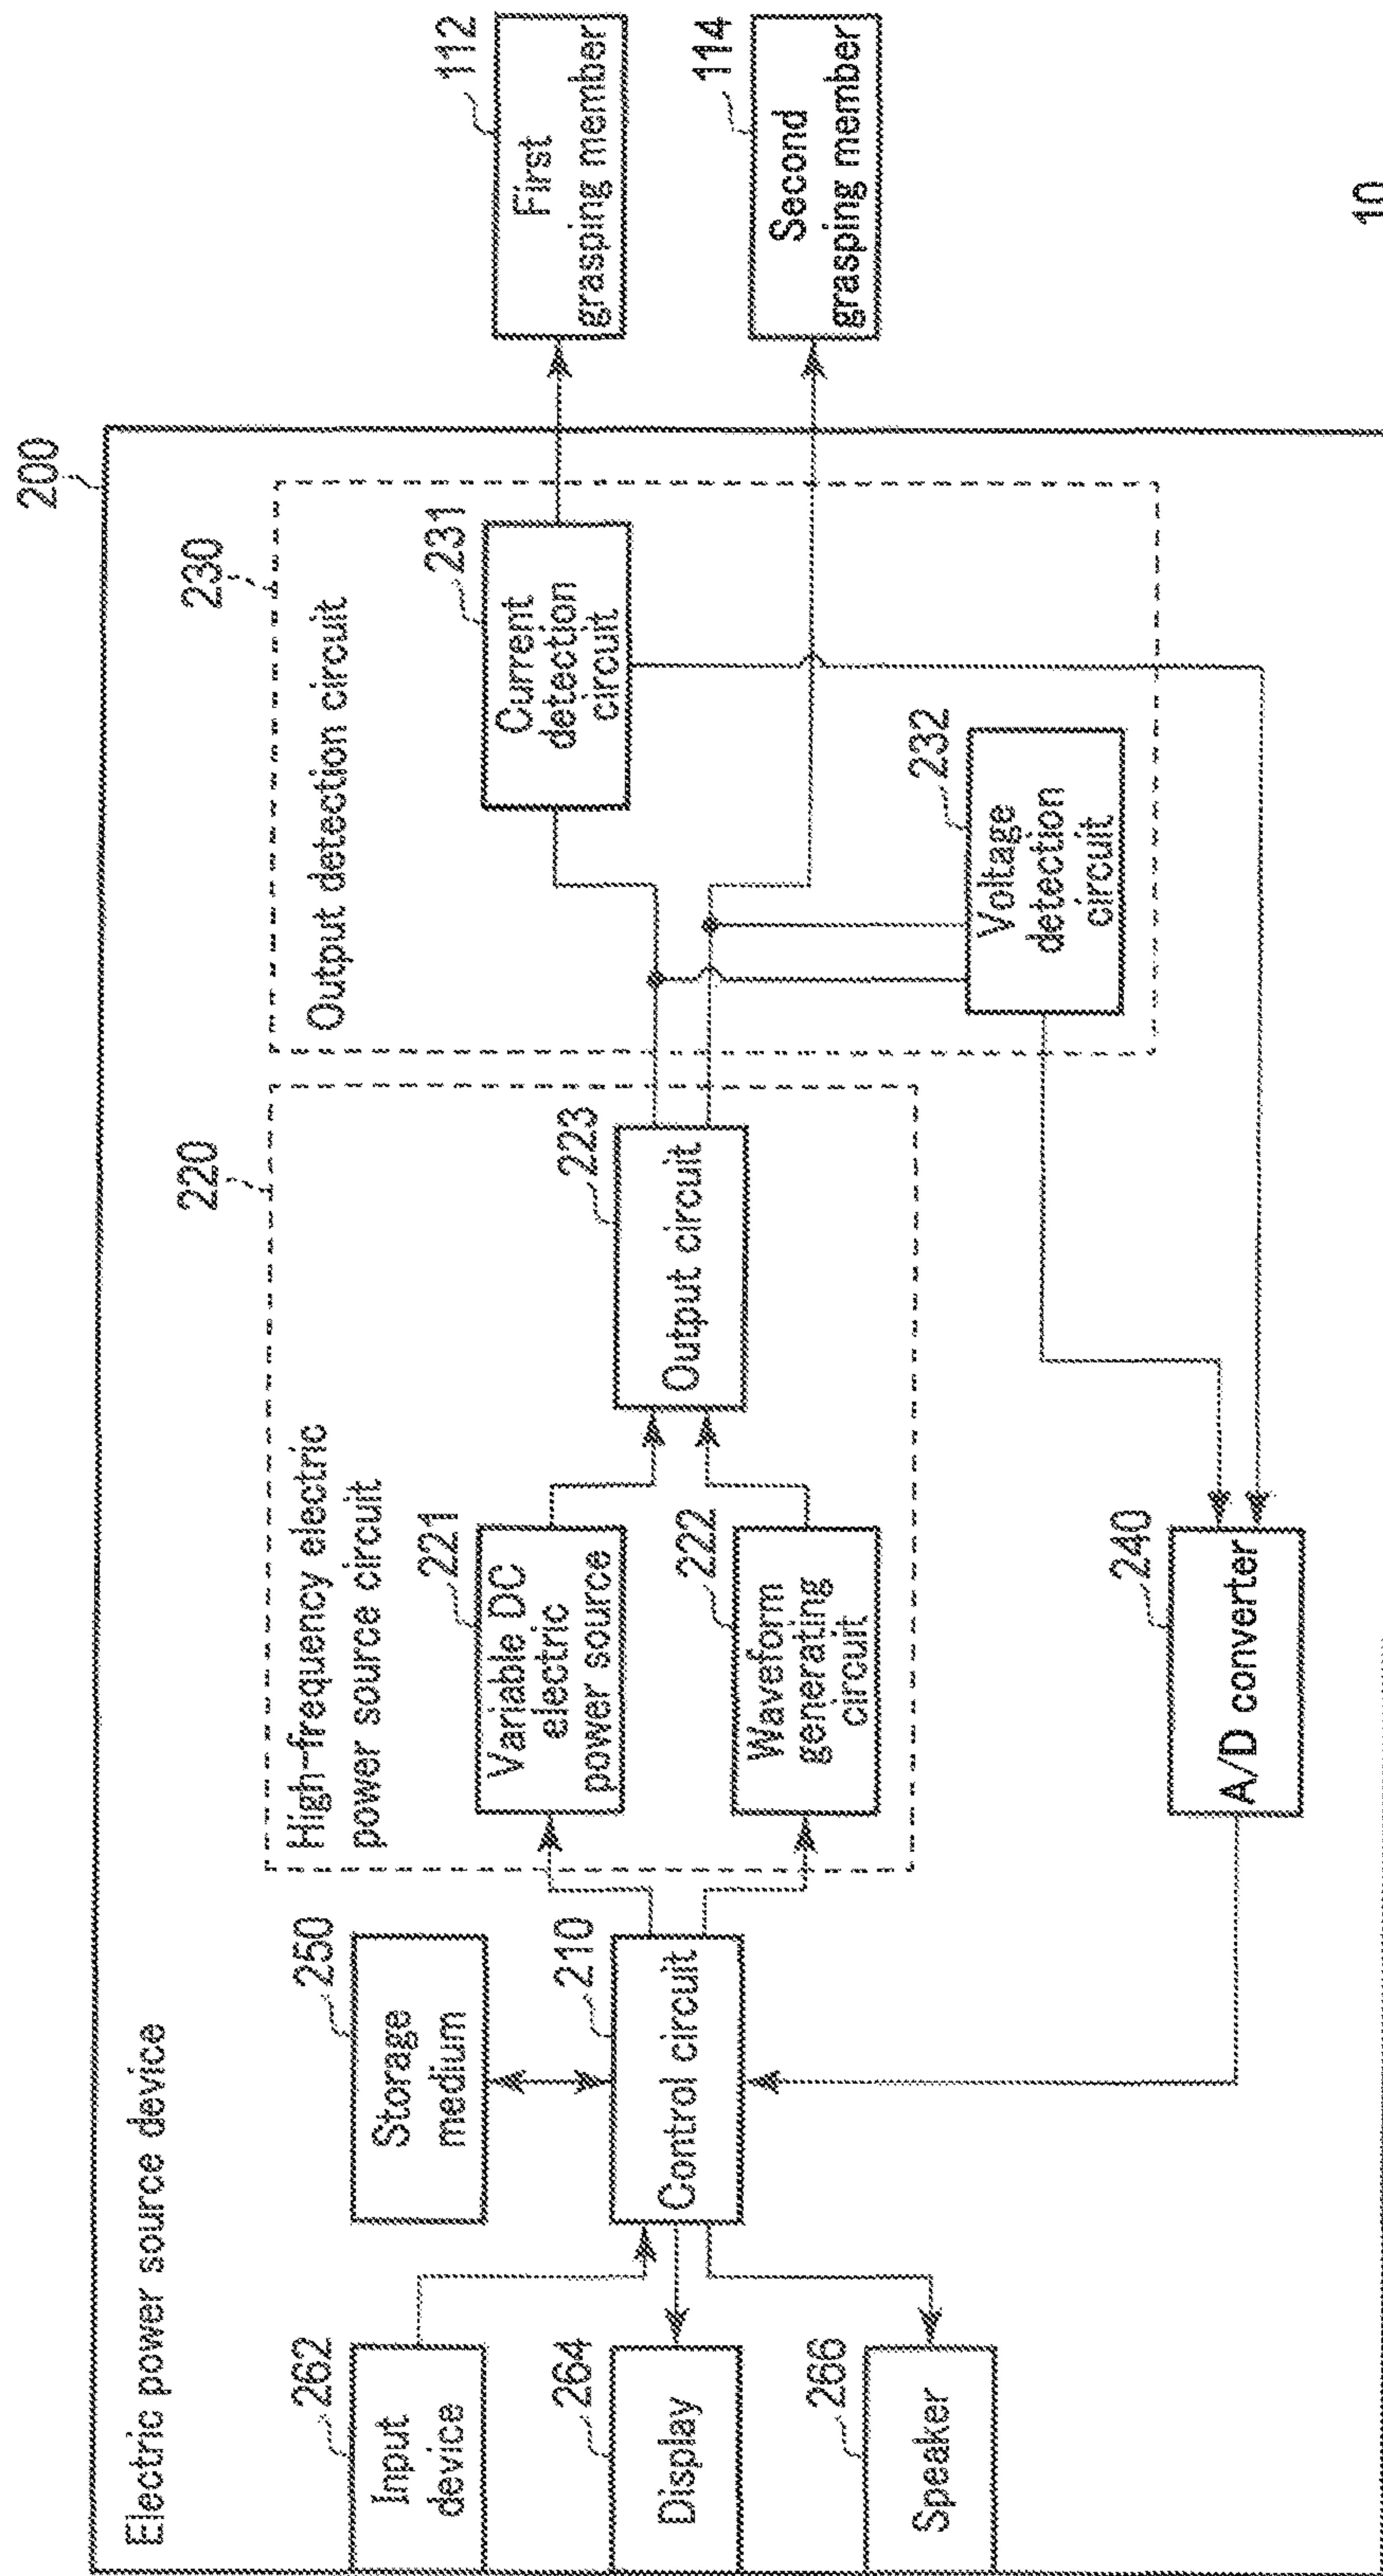 Electric power source device
200
262
Input
device
264
Display
266
Speaker
250
Storage
medium
210
Control circuit
220
High-frequency electric
power source circuit
221
Variable DC
electric
power source
222
Waveform
generating
circuit
223
Output circuit
230
Output detection circuit
231
Current
detection
circuit
232
Voltage
detection
circuit
240
A/D converter
112
First
grasping member
114
Second
grasping member
10